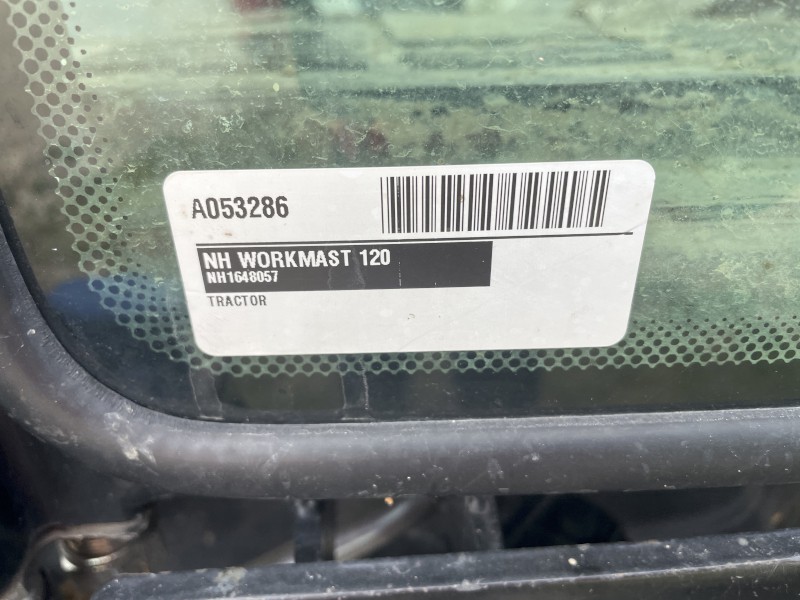 A053286
NH WORKMAST 120
NH1648057
TRACTOR